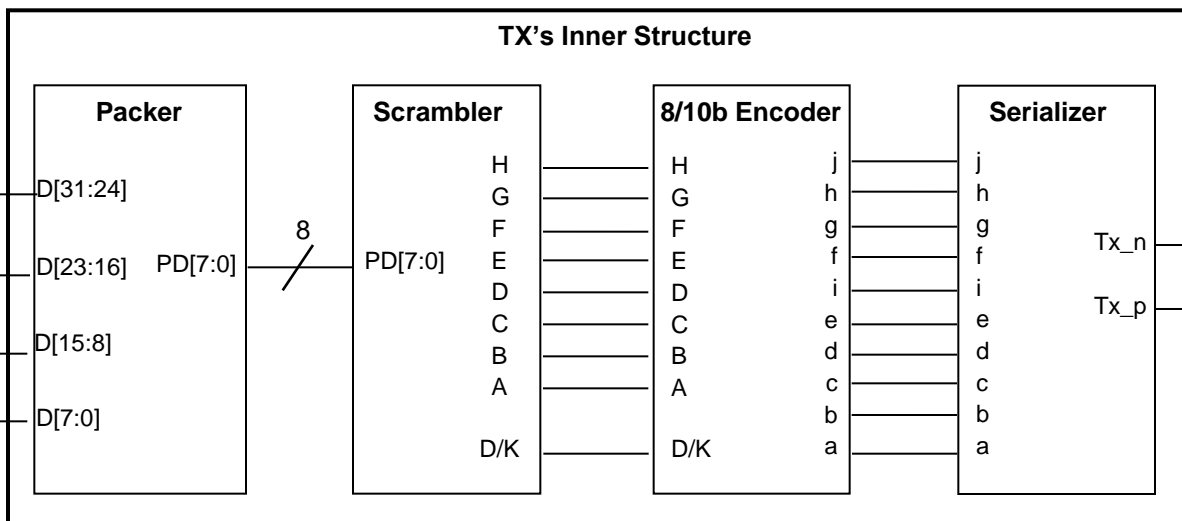 TX's Inner Structure
Packer
D[31:24]
D[23:16]
PD[7:0]
D[15:8]
D[7:0]
8
Scrambler
PD[7:0]
H
G
F
E
D
C
B
A
D/K
8/10b Encoder
H
G
F
E
D
C
B
A
D/K
j
h
g
f
i
e
d
c
b
a
Serializer
j
h
g
f
i
e
d
c
b
a
Tx_n
Tx_p